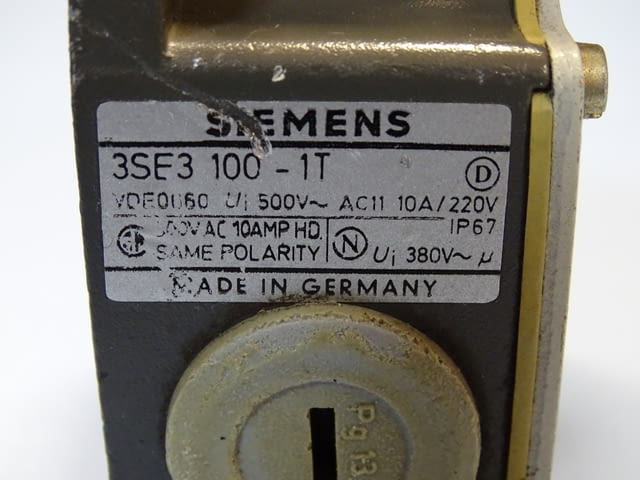 SIEMENS
3SE3 100 - 1T D
VDE0660 Ui 500V~ AC11 10A/220V
IP67
AC 10AMP HD.
SAME POLARITY N Ui 380V~ µ
MADE IN GERMANY
Pg 13